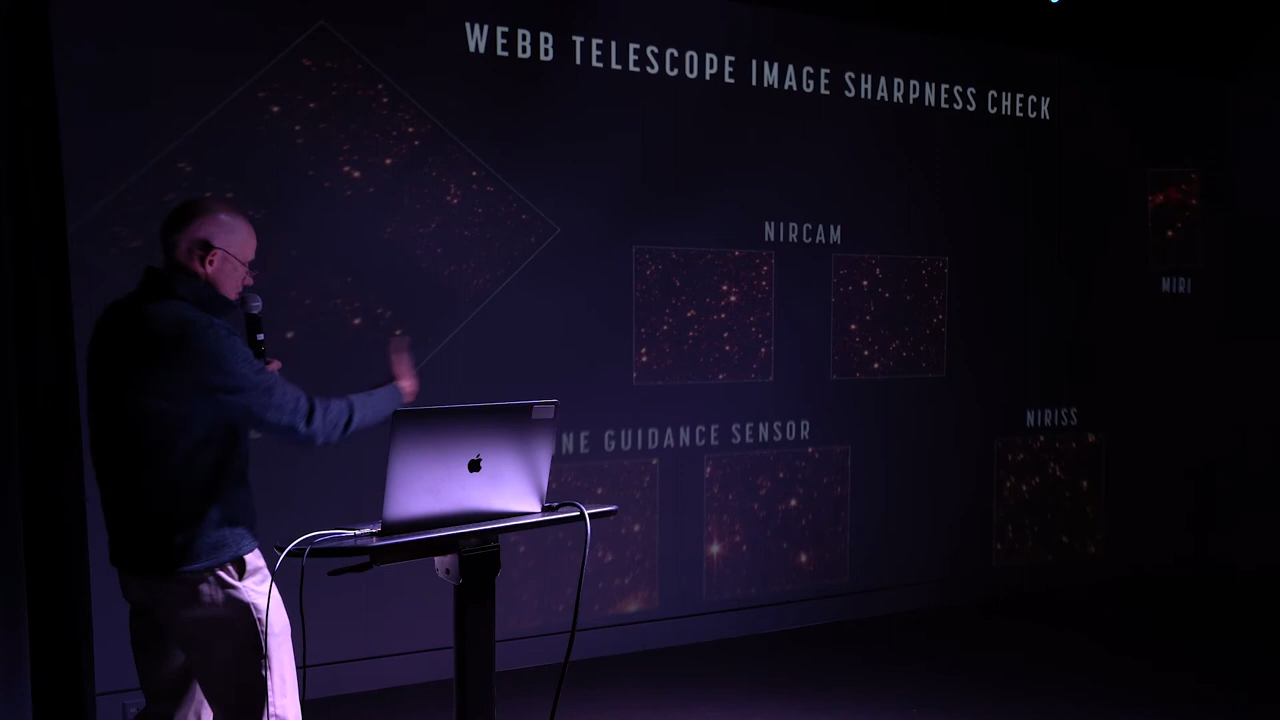 WEBB TELESCOPE IMAGE SHARPNESS CHECK
NIRCAM
MIRI
NE GUIDANCE SENSOR
NIRISS